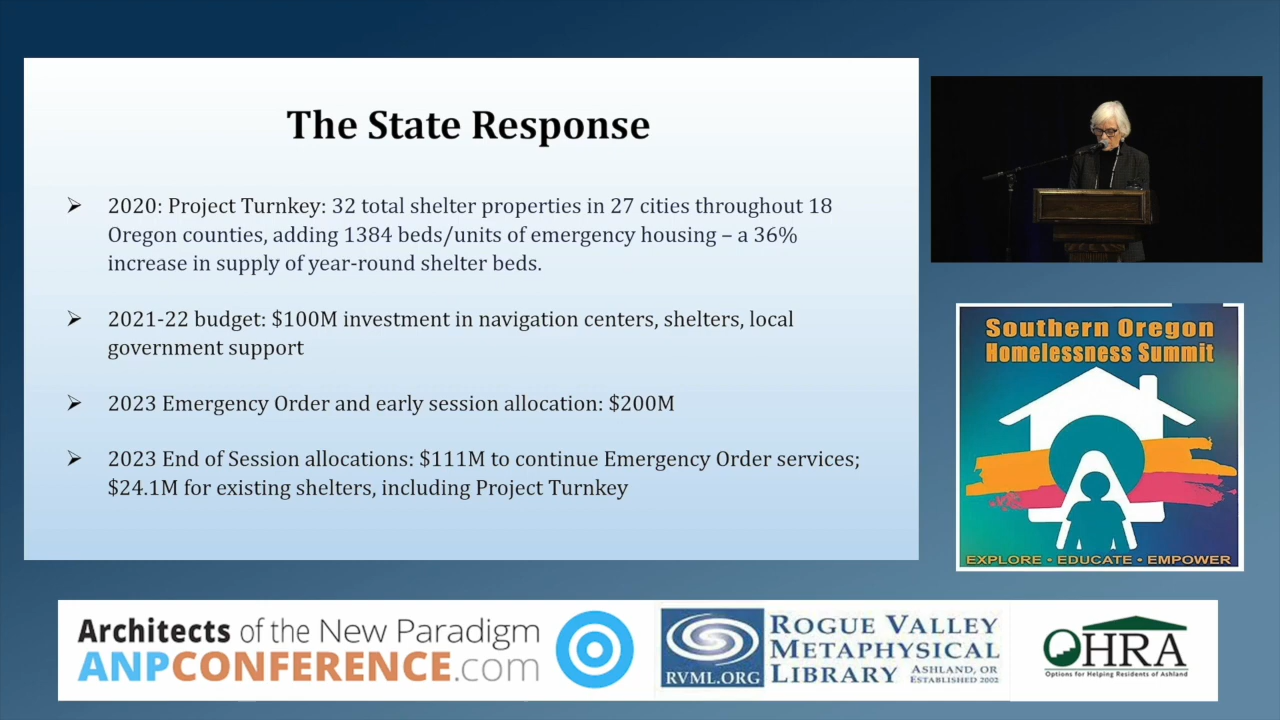 The State Response
➢ 2020: Project Turnkey: 32 total shelter properties in 27 cities throughout 18
Oregon counties, adding 1384 beds/units of emergency housing – a 36%
increase in supply of year-round shelter beds.
➢ 2021-22 budget: $100M investment in navigation centers, shelters, local
government support
➢ 2023 Emergency Order and early session allocation: $200M
➢ 2023 End of Session allocations: $111M to continue Emergency Order services;
$24.1M for existing shelters, including Project Turnkey
Southern Oregon
Homelessness Summit
EXPLORE • EDUCATE • EMPOWER
Architects of the New Paradigm
ANPCONFERENCE.com
RVML.ORG
ROGUE VALLEY
METAPHYSICAL
LIBRARY
ASHLAND, OR
ESTABLISHED 2002
OHRA
Options for Helping Residents of Ashland